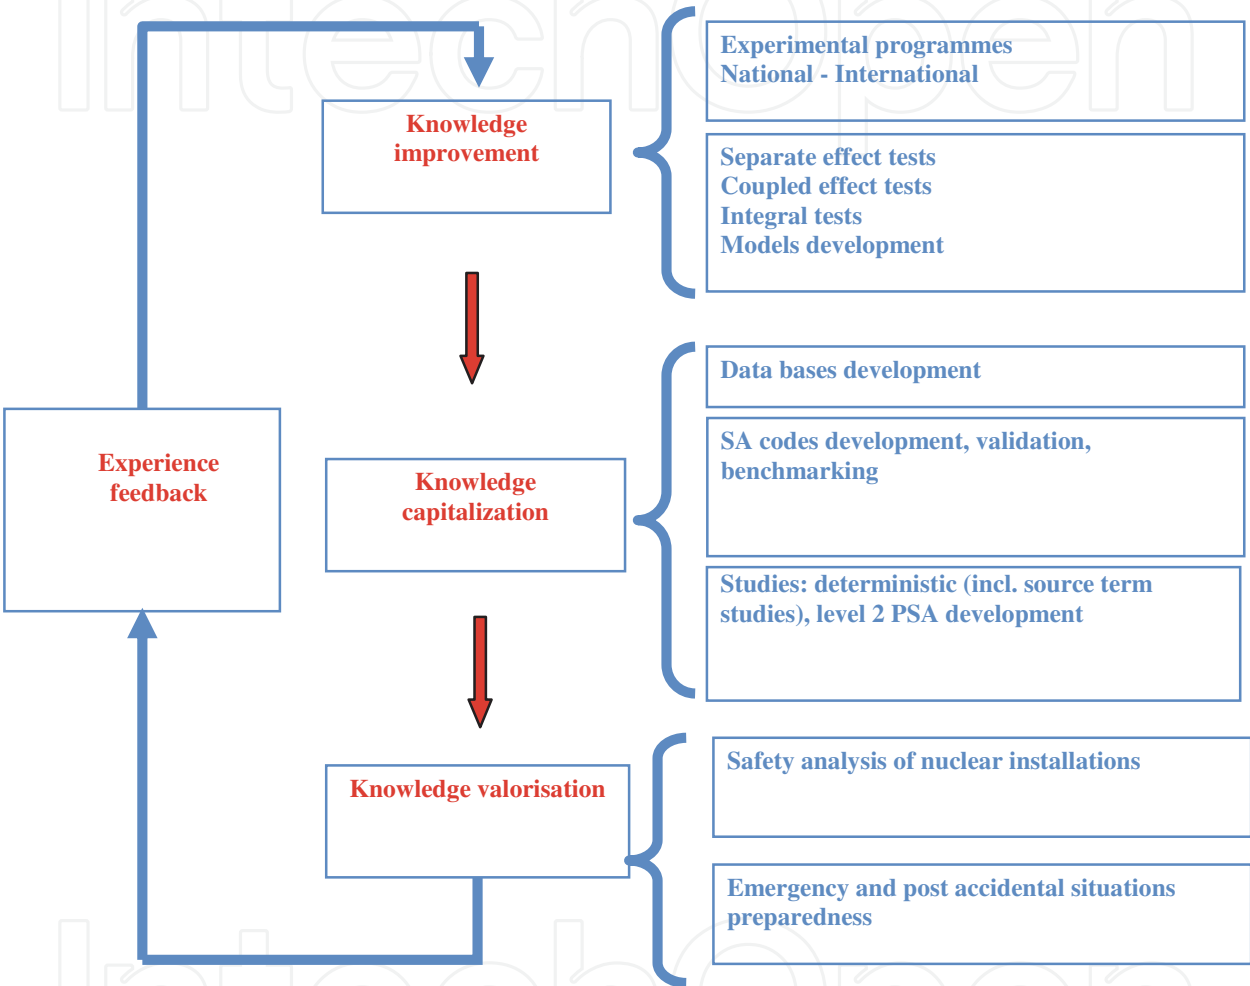 Intechopen
Knowledge
improvement
Experimental programmes
National - International
Separate effect tests
Coupled effect tests
Integral tests
Models development
Experience
feedback
Knowledge
capitalization
Data bases development
SA codes development, validation,
benchmarking
Studies: deterministic (incl. source term
studies), level 2 PSA development
Knowledge valorisation
Safety analysis of nuclear installations
Emergency and post accidental situations
preparedness
Intechopen